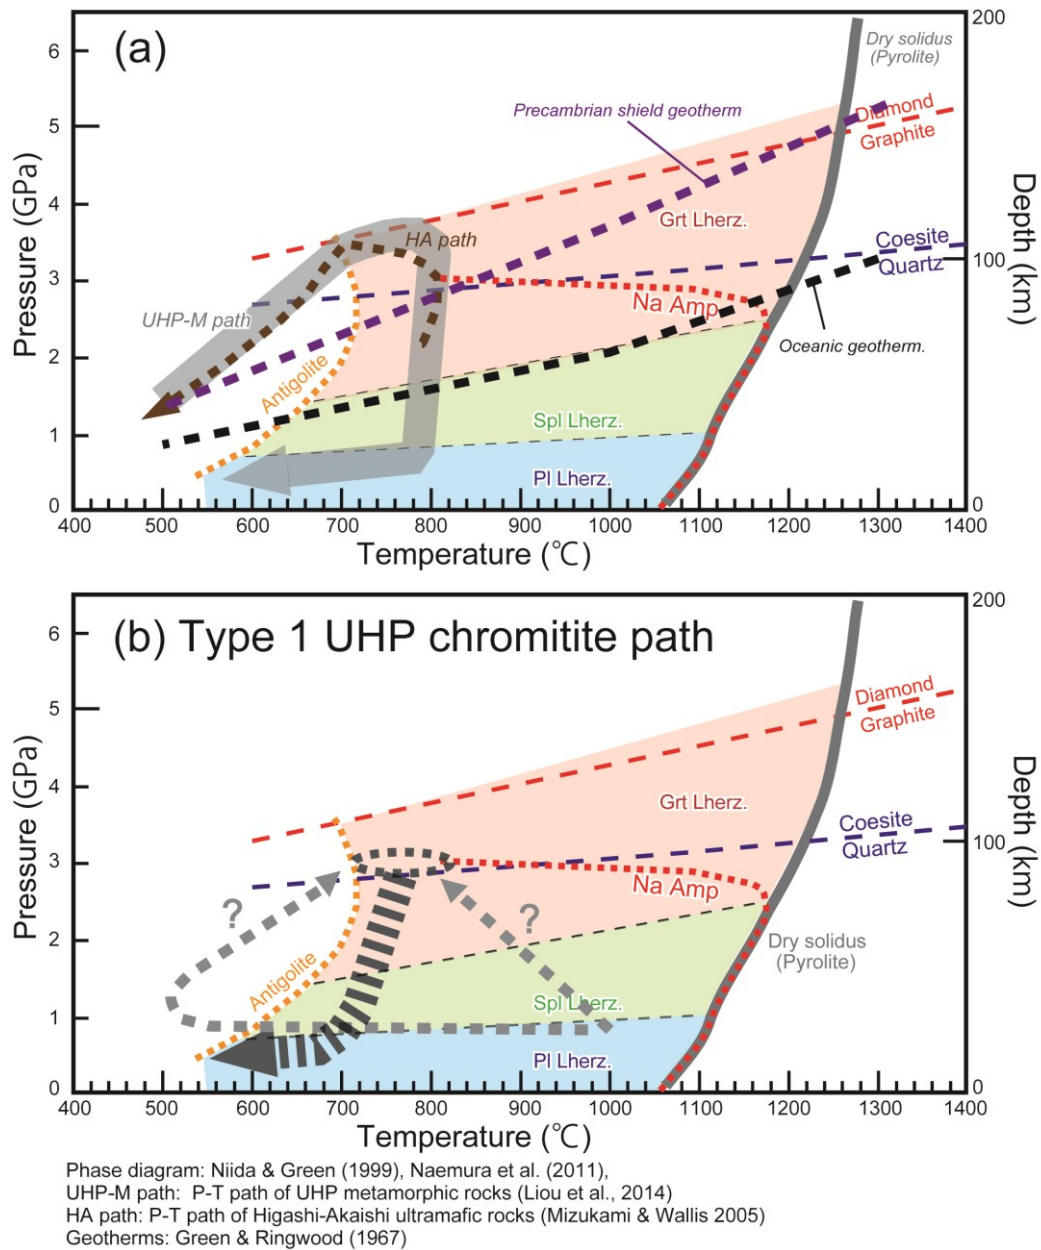 (a)
Dry solidus
(Pyrolite)
Precambrian shield geotherm
Diamond
Graphite
Grt Lherz.
HA path
Coesite
Quartz
UHP-M path
Na Amp
Oceanic geotherm.
Antigolite
Spl Lherz.
Pl Lherz.
Pressure (GPa)
6
5
4
3
2
1
0
200
100
0
Depth (km)
400 500 600 700 800 900 1000 1100 1200 1300 1400
Temperature (℃)
(b) Type 1 UHP chromitite path
Diamond
Graphite
Grt Lherz.
Coesite
Quartz
Na Amp
?
?
Dry solidus
(Pyrolite)
Antigolite
Spl Lherz.
Pl Lherz.
Pressure (GPa)
6
5
4
3
2
1
0
200
100
0
Depth (km)
400 500 600 700 800 900 1000 1100 1200 1300 1400
Temperature (℃)
Phase diagram: Niida & Green (1999), Naemura et al. (2011),
UHP-M path: P-T path of UHP metamorphic rocks (Liou et al., 2014)
HA path: P-T path of Higashi-Akaishi ultramafic rocks (Mizukami & Wallis 2005)
Geotherms: Green & Ringwood (1967)